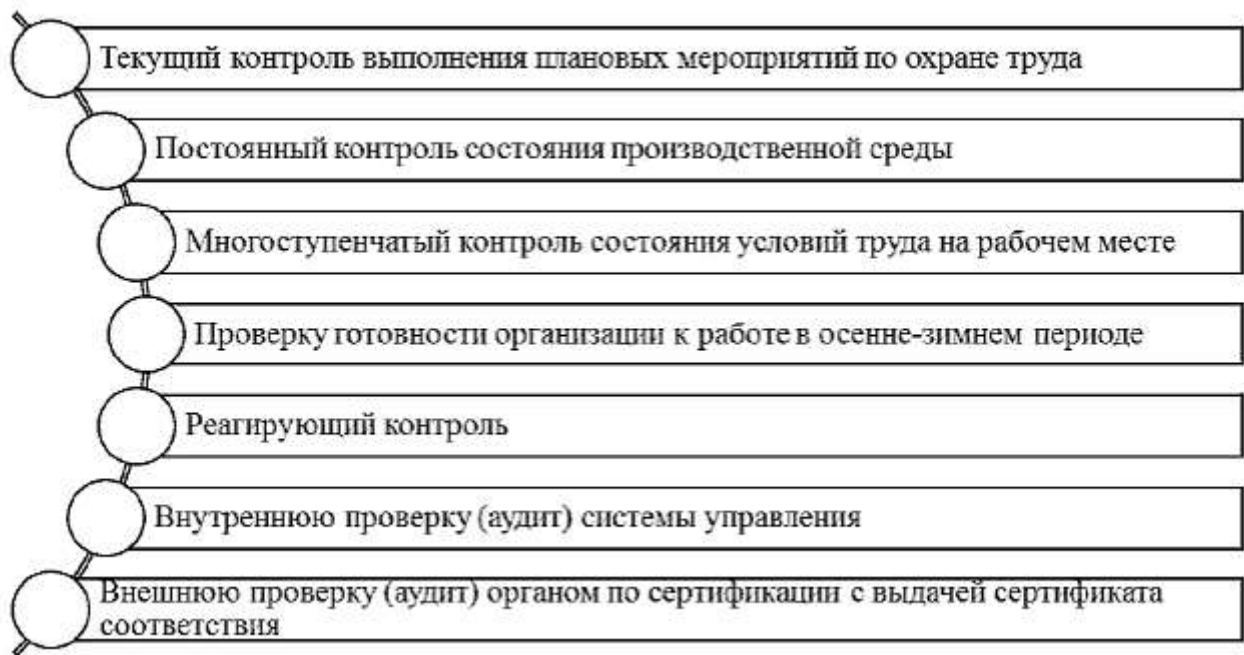 Текущий контроль выполнения плановых мероприятий по охране труда
Постоянный контроль состояния производственной среды
Многоступенчатый контроль состояния условий труда на рабочем месте
Проверку готовности организации к работе в осенне-зимнем периоде
Реагирующий контроль
Внутреннюю проверку (аудит) системы управления
Внешнюю проверку (аудит) органом по сертификации с выдачей сертификата
соответствия